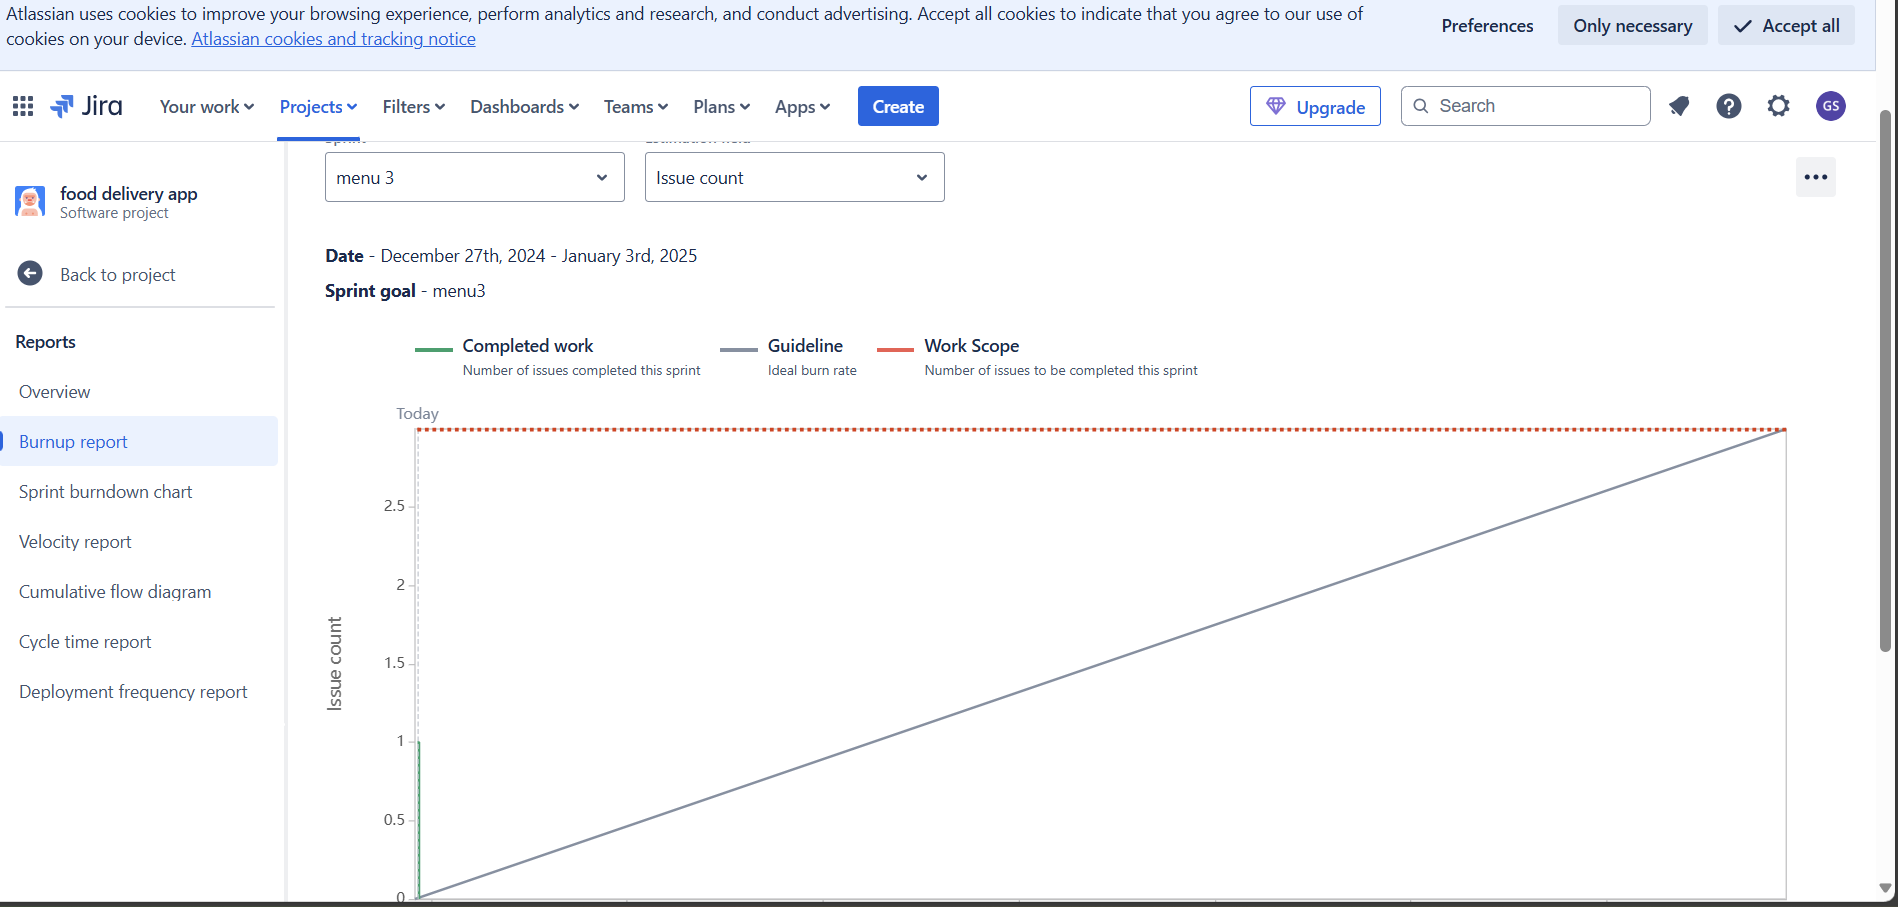 Atlassian uses cookies to improve your browsing experience, perform analytics and research, and conduct advertising. Accept all cookies to indicate that you agree to our use of
cookies on your device. Atlassian cookies and tracking notice
Preferences
Only necessary
Accept all
Jira
Your work
Projects
Filters
Dashboards
Teams
Plans
Apps
Create
Upgrade
Search
GS
food delivery app
Software project
Back to project
Reports
Overview
Burnup report
Sprint burndown chart
Velocity report
Cumulative flow diagram
Cycle time report
Deployment frequency report
menu 3
Issue count
Date - December 27th, 2024 - January 3rd, 2025
Sprint goal - menu3
Completed work
Number of issues completed this sprint
Guideline
Ideal burn rate
Work Scope
Number of issues to be completed this sprint
Today
2.5
2
1.5
1
0.5
0
Issue count